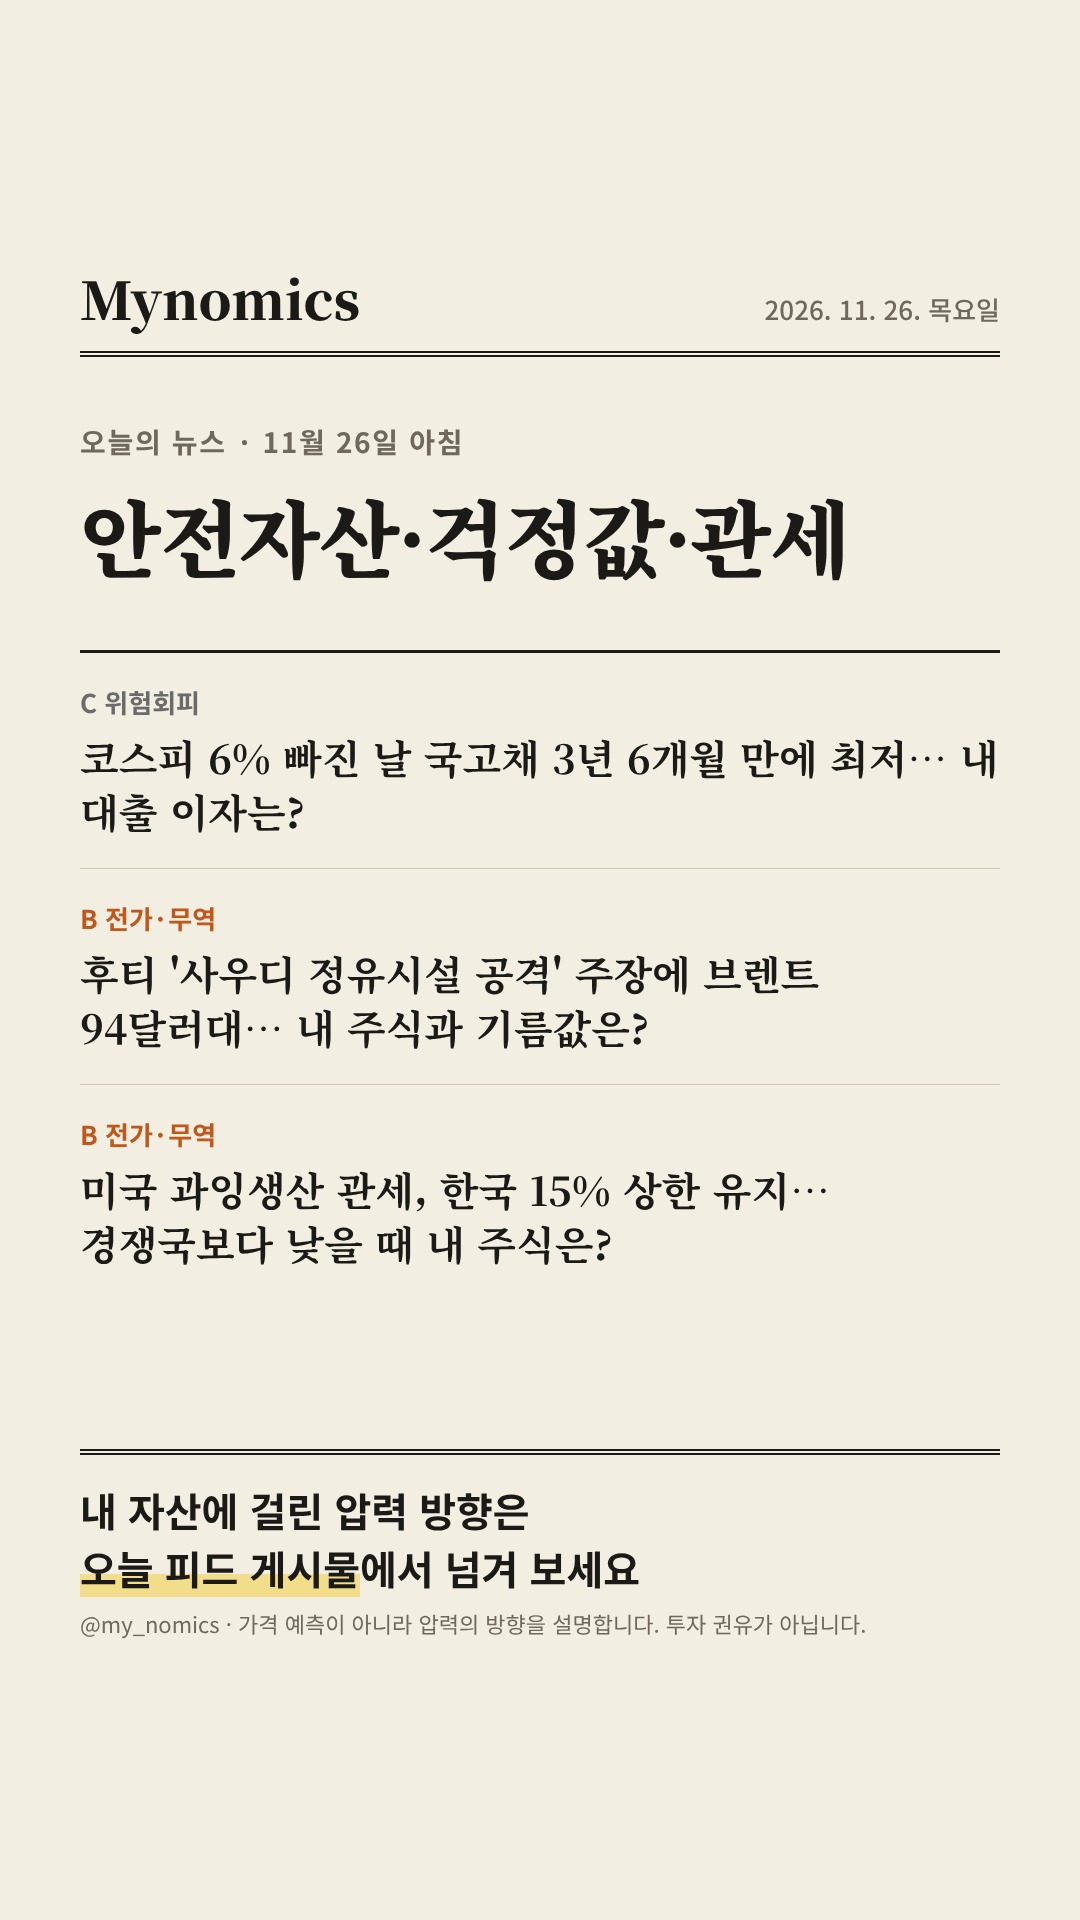 Mynomics
2026. 11. 26. 목요일
오늘의 뉴스 · 11월 26일 아침
안전자산·걱정값·관세
C 위험회피
코스피 6% 빠진 날 국고채 3년 6개월 만에 최저… 내
대출 이자는?
B 전가·무역
후티 '사우디 정유시설 공격' 주장에 브렌트
94달러대… 내 주식과 기름값은?
B 전가·무역
미국 과잉생산 관세, 한국 15% 상한 유지…
경쟁국보다 낮을 때 내 주식은?
내 자산에 걸린 압력 방향은
오늘 피드 게시물에서 넘겨 보세요
@my_nomics · 가격 예측이 아니라 압력의 방향을 설명합니다. 투자 권유가 아닙니다.